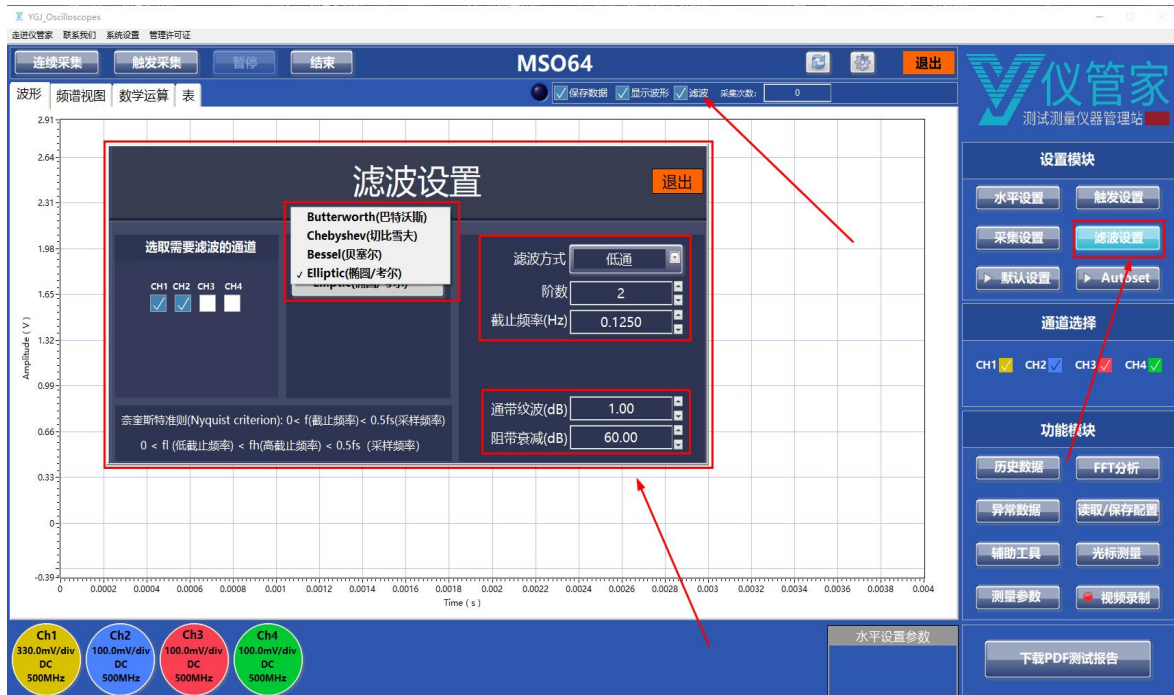 YGJ_Oscilloscopes
走进仪管家 联系我们 系统设置 管理许可证
连续采集 触发采集 暂停 结束 MSO64 退出
波形 频谱视图 数学运算 表 保存数据 显示波形 滤波 采集次数: 0
仪管家
测试测量仪器管理站
设置模块
水平设置 触发设置
采集设置 滤波设置
默认设置 Autoset
通道选择
CH1 CH2 CH3 CH4
功能模块
历史数据 FFT分析
异常数据 读取/保存配置
辅助工具 光标测量
测量参数 视频录制
下载PDF测试报告
滤波设置 退出
选取需要滤波的通道
CH1 CH2 CH3 CH4
Butterworth(巴特沃斯)
Chebyshev(切比雪夫)
Bessel(贝塞尔)
Elliptic(椭圆/考尔)
滤波方式 低通
阶数 2
截止频率(Hz) 0.1250
通带纹波(dB) 1.00
阻带衰减(dB) 60.00
奈奎斯特准则(Nyquist criterion): 0< f(截止频率)< 0.5fs(采样频率)
0 < fl (低截止频率) < fh(高截止频率) < 0.5fs（采样频率）
Amplitude ( V )
2.91
2.64
2.31
1.98
1.65
1.32
0.99
0.66
0.33
0
-0.39
0 0.0002 0.0004 0.0006 0.0008 0.001 0.0012 0.0014 0.0016 0.0018 0.002 0.0022 0.0024 0.0026 0.0028 0.003 0.0032 0.0034 0.0036 0.0038 0.004
Time ( s )
Ch1 Ch2 Ch3 Ch4
330.0mV/div 100.0mV/div 100.0mV/div 100.0mV/div
DC DC DC DC
500MHz 500MHz 500MHz 500MHz
水平设置参数